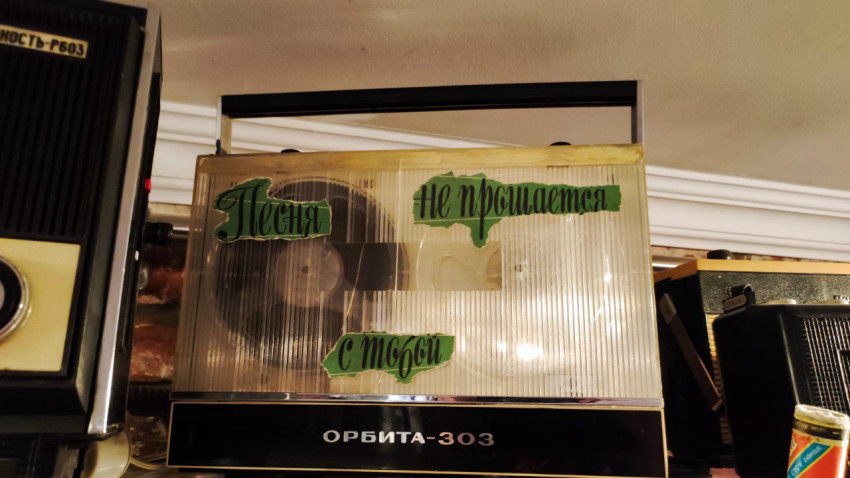 НОСТЬ-Р603
Песня
не прощается
с тобой
ОРБИТА-303